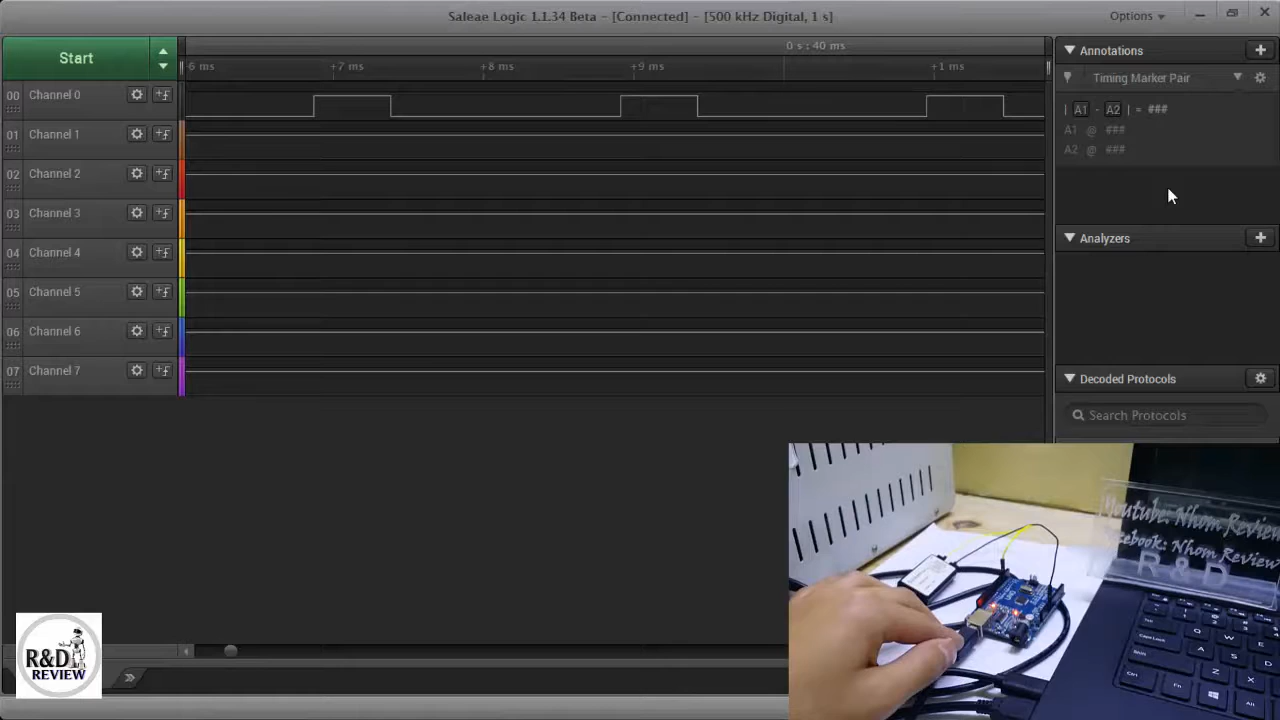 Saleae Logic 1.1.34 Beta - [Connected] - [500 kHz Digital, 1 s]
Options
Start
0 s : 40 ms
6 ms
+7 ms
+8 ms
+9 ms
+1 ms
00 Channel 0
01 Channel 1
02 Channel 2
03 Channel 3
04 Channel 4
05 Channel 5
06 Channel 6
07 Channel 7
Annotations
Timing Marker Pair
| A1 - A2 | = ###
A1 @ ###
A2 @ ###
Analyzers
Decoded Protocols
Search Protocols
Youtube: Nhom Review
Facebook: Nhom Review
R & D
R&D
REVIEW